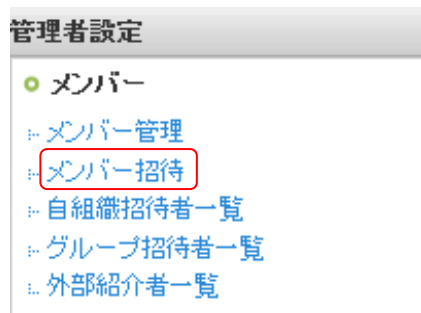 管理者設定
メンバー
メンバー管理
メンバー招待
自組織招待者一覧
グループ招待者一覧
外部紹介者一覧